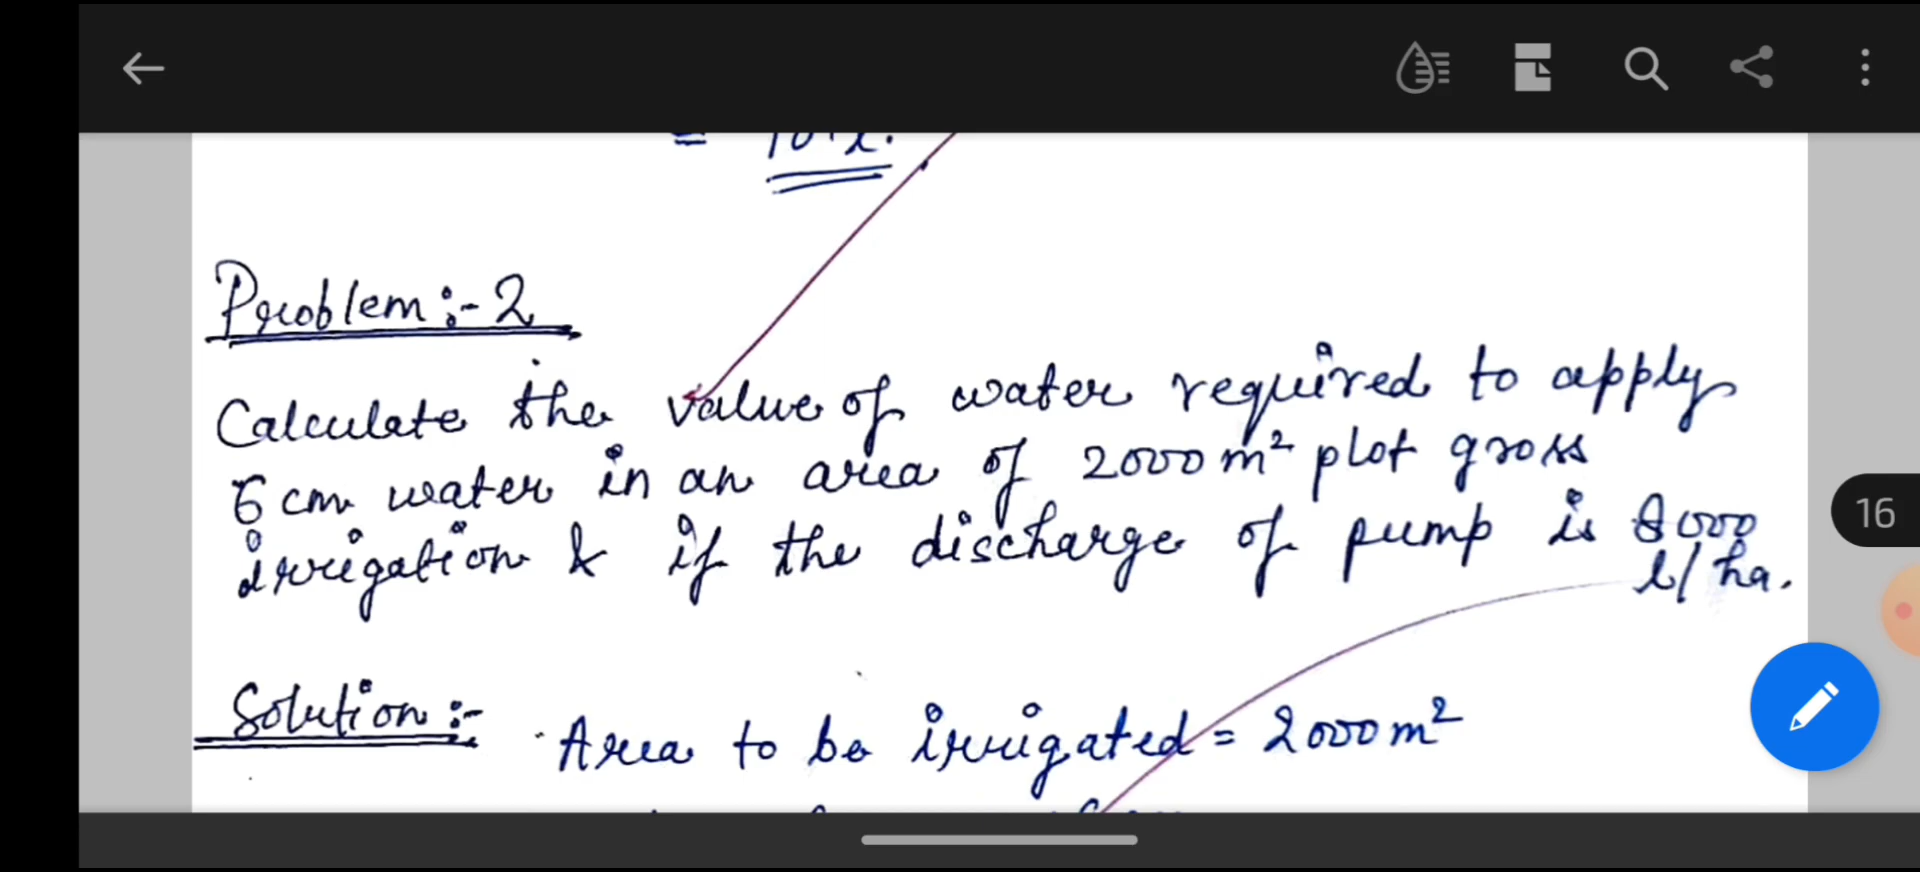 Problem :- 2
Calculate the value of water required to apply
6 cm water in an area of 2000 m² plot gross
irrigation & if the discharge of pump is 8000
l/ha.
16
Solution :- Area to be irrigated = 2000 m²